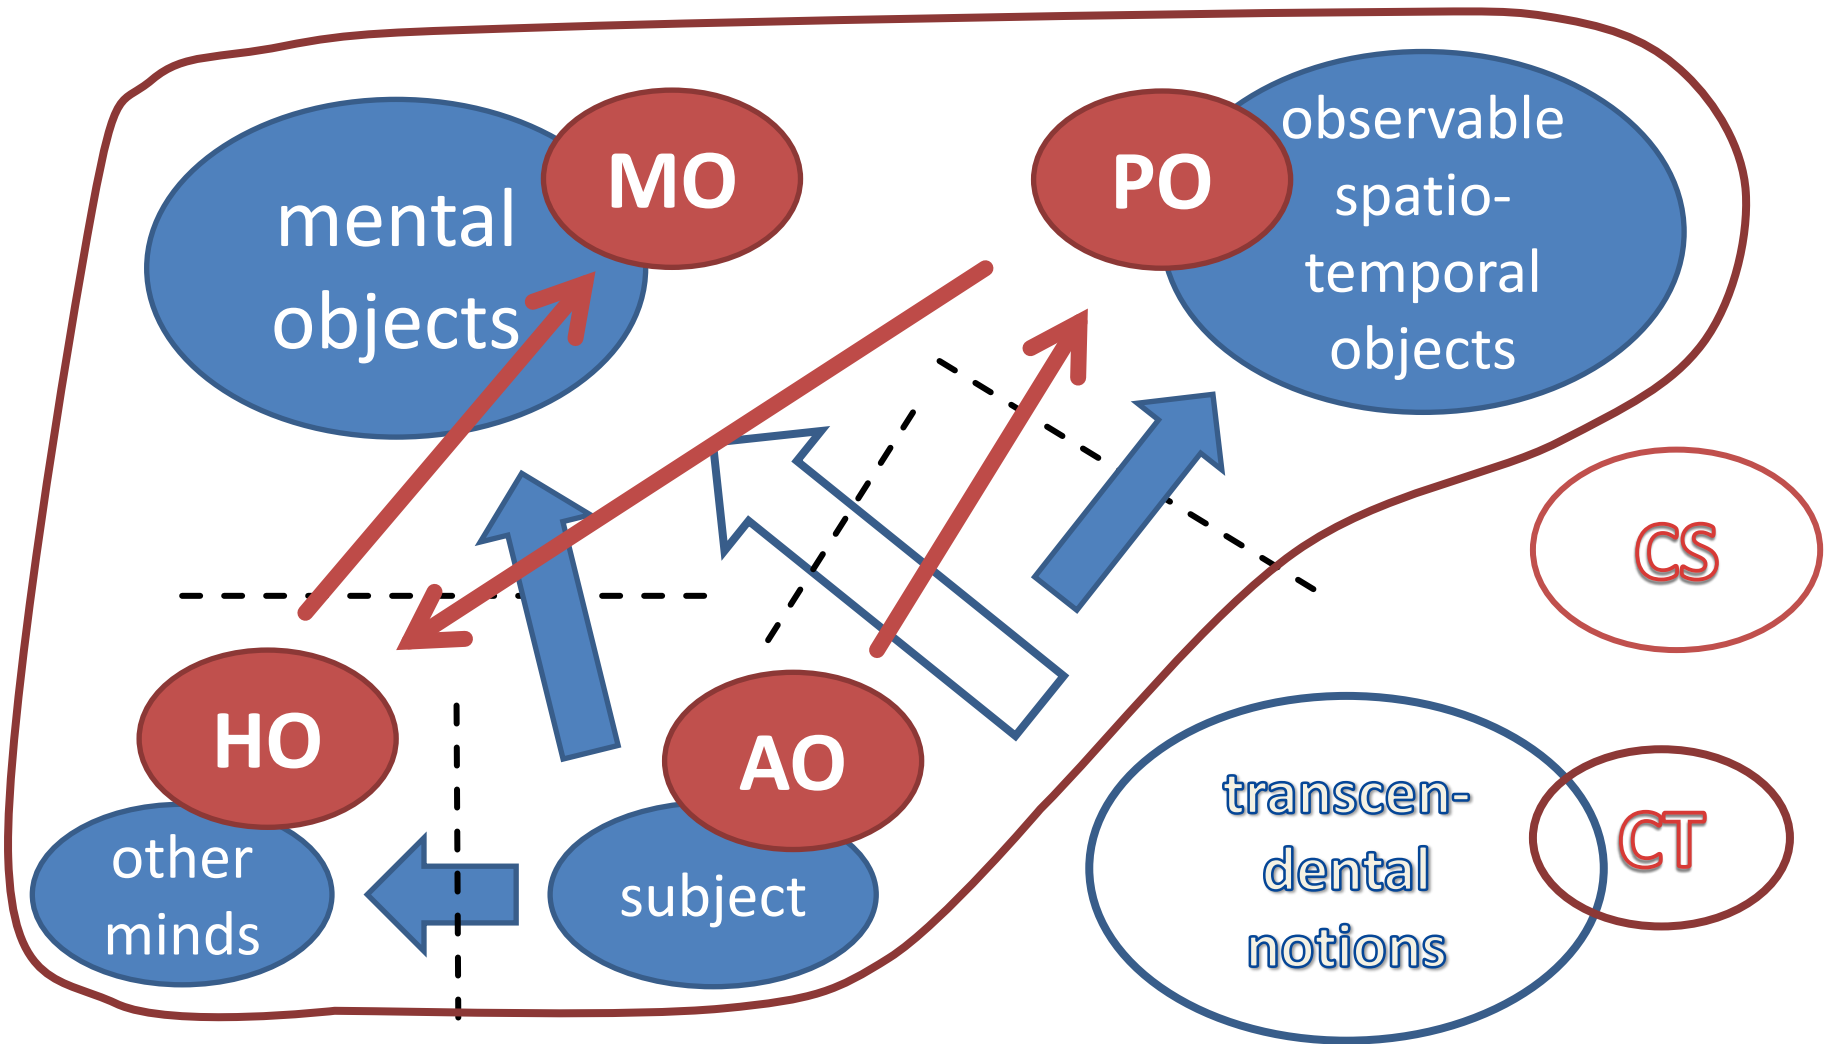 mental
objects
MO
PO
observable
spatio-
temporal
objects
CS
HO
other
minds
AO
subject
transcen-
dental
notions
CT